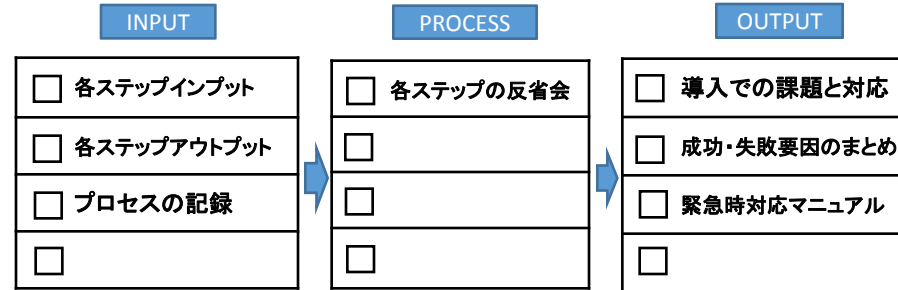 INPUT
PROCESS
OUTPUT
各ステップインプット
各ステップアウトプット
プロセスの記録
各ステップの反省会
導入での課題と対応
成功・失敗要因のまとめ
緊急時対応マニュアル